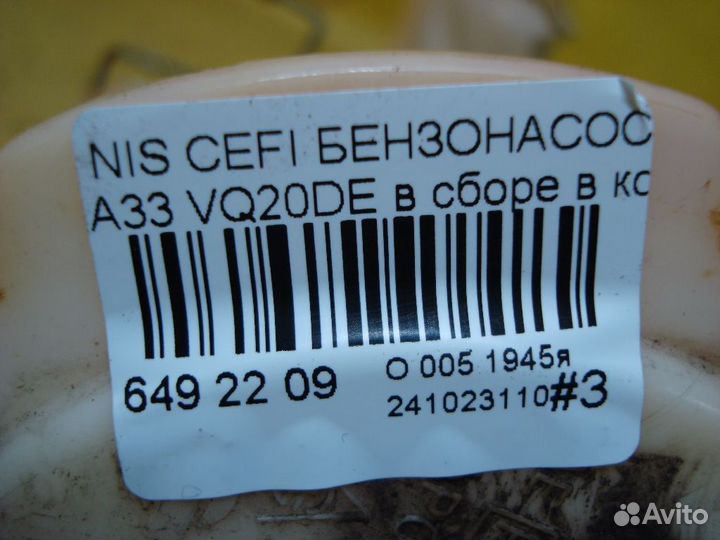 NIS CEFI БЕНЗОНАСОС
A33 VQ20DE в сборе в ко
649 22 09
О 005 1945я
241023110#3
Avito